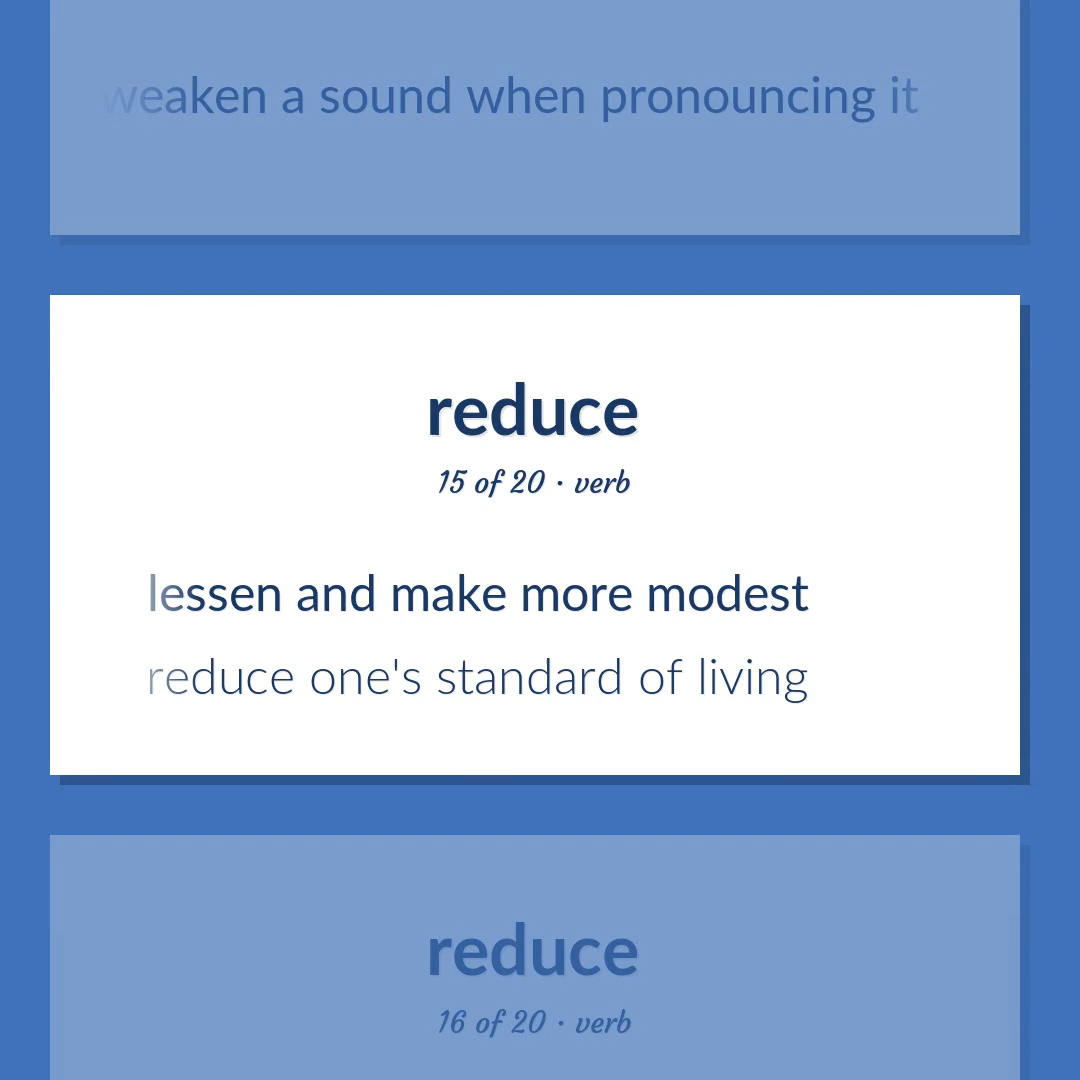 weaken a sound when pronouncing it
reduce
15 of 20 · verb
lessen and make more modest
reduce one's standard of living
reduce
16 of 20 · verb